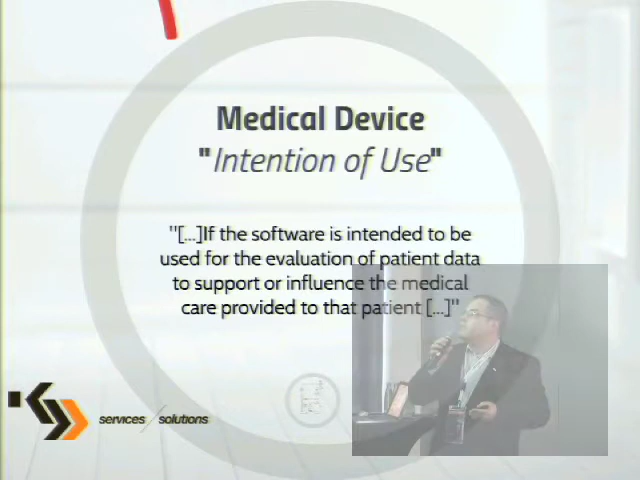 Medical Device
"Intention of Use"
"[...]If the software is intended to be
used for the evaluation of patient data
to support or influence the medical
care provided to that patient [...]"
services / solutions